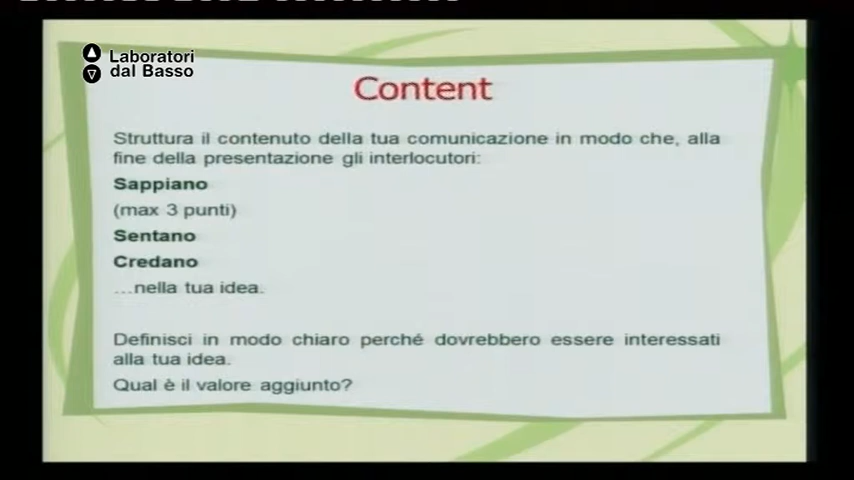 Laboratori
dal Basso
Content
Struttura il contenuto della tua comunicazione in modo che, alla
fine della presentazione gli interlocutori:
Sappiano
(max 3 punti)
Sentano
Credano
...nella tua idea.
Definisci in modo chiaro perché dovrebbero essere interessati
alla tua idea.
Qual è il valore aggiunto?